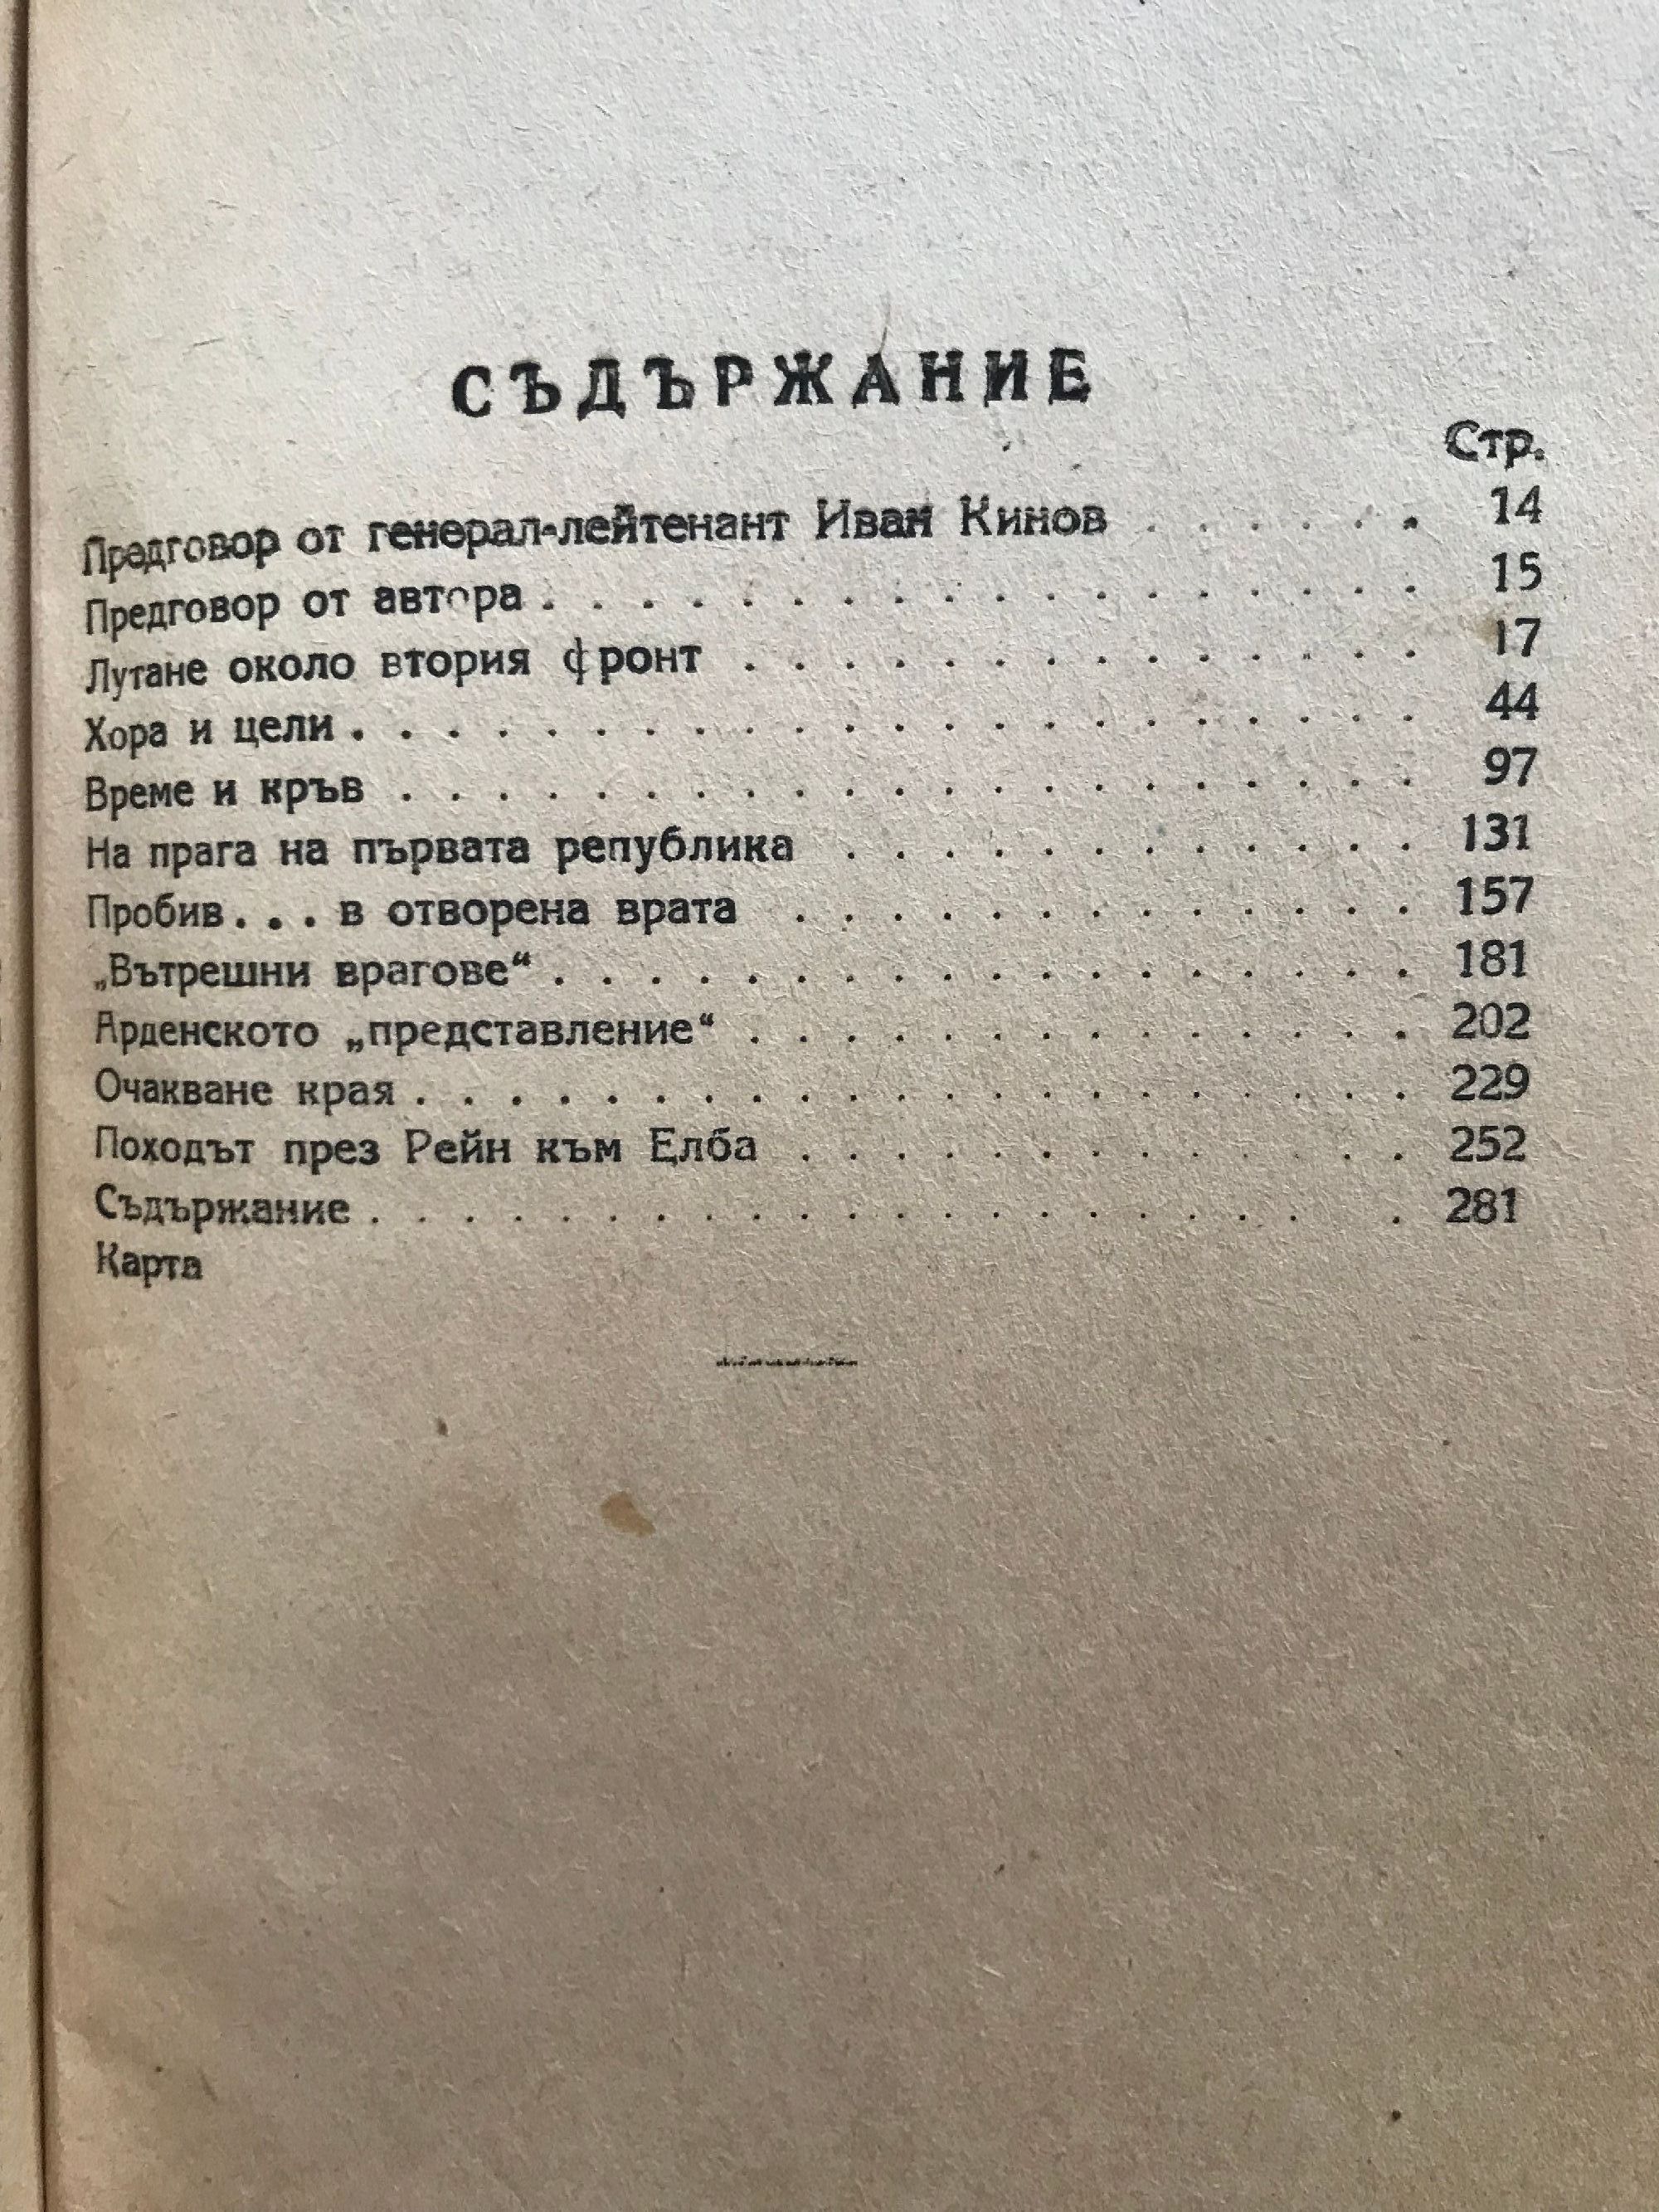 СЪДЪРЖАНИЕ
Стр.
Предговор от генерал-лейтенант Иван Кинов . . . . . . 14
Предговор от автора . . . . . . . . . . . . . . . . . . 15
Лутане около втория фронт . . . . . . . . . . . . . . 17
Хора и цели . . . . . . . . . . . . . . . . . . . . . . 44
Време и кръв . . . . . . . . . . . . . . . . . . . . . 97
На прага на първата република . . . . . . . . . . . . 131
Пробив... в отворена врата . . . . . . . . . . . . . 157
„Вътрешни врагове“ . . . . . . . . . . . . . . . . . . 181
Арденското „представление“ . . . . . . . . . . . . . . 202
Очакване края . . . . . . . . . . . . . . . . . . . . . 229
Походът през Рейн към Елба . . . . . . . . . . . . . 252
Съдържание . . . . . . . . . . . . . . . . . . . . . 281
Карта